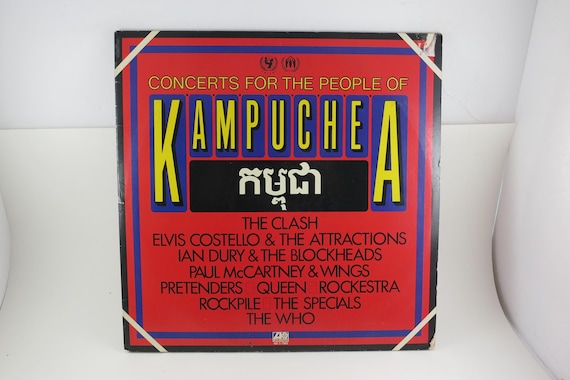 CONCERTS FOR THE PEOPLE OF
KAMPUCHEA
កម្ពុជា
THE CLASH
ELVIS COSTELLO & THE ATTRACTIONS
IAN DURY & THE BLOCKHEADS
PAUL McCARTNEY & WINGS
PRETENDERS QUEEN ROCKESTRA
ROCKPILE THE SPECIALS
THE WHO